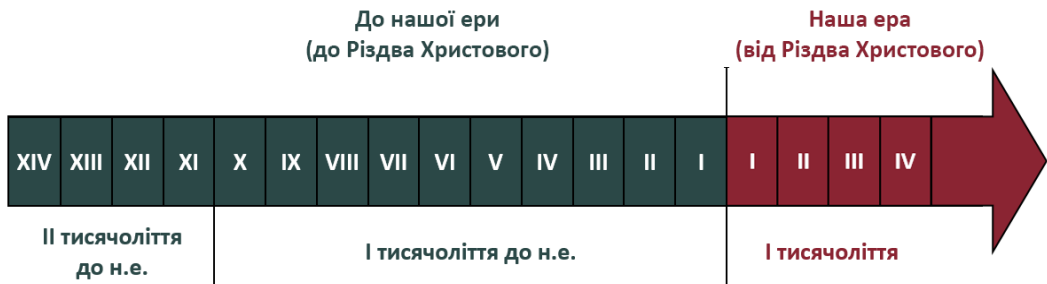 До нашої ери
(до Різдва Христового)
Наша ера
(від Різдва Христового)
XIV XIII XII XI X IX VIII VII VI V IV III II I I II III IV
II тисячоліття
до н.е.
I тисячоліття до н.е.
I тисячоліття